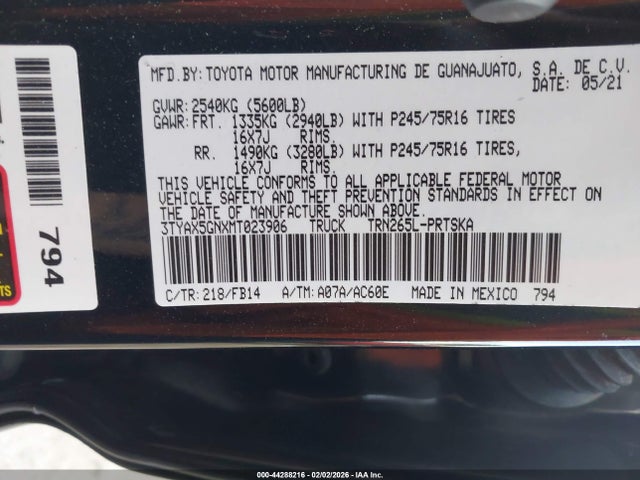 MFD.BY: TOYOTA MOTOR MANUFACTURING DE GUANAJUATO, S.A. DE C.V.
DATE: 05/21
GVWR: 2540KG (5600LB)
GAWR: FRT. 1335KG (2940LB) WITH P245/75R16 TIRES
16X7J RIMS.
RR. 1490KG (3280LB) WITH P245/75R16 TIRES,
16X7J RIMS.
THIS VEHICLE CONFORMS TO ALL APPLICABLE FEDERAL MOTOR
VEHICLE SAFETY AND THEFT PREVENTION STANDARDS IN EFFECT ON
THE DATE OF MANUFACTURE SHOWN ABOVE.
3TYAX5GNXMT023906 TRUCK TRN265L-PRTSKA
C/TR: 218/FB14 A/TM: A07A/AC60E MADE IN MEXICO 794
794
TS
000-44288216 - 02/02/2026 - IAA Inc.